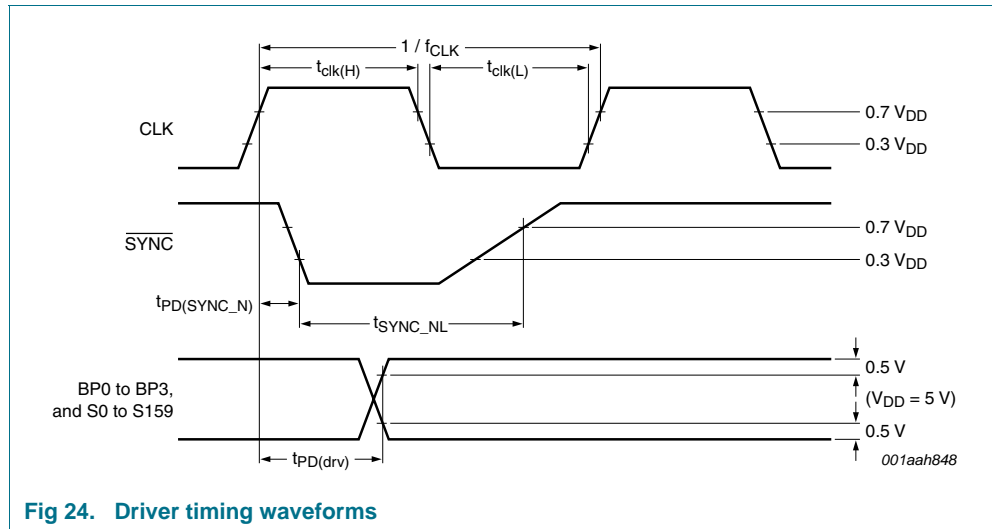 1 / fCLK
tclk(H)
tclk(L)
CLK
0.7 VDD
0.3 VDD
SYNC
0.7 VDD
0.3 VDD
tPD(SYNC_N)
tSYNC_NL
BP0 to BP3,
and S0 to S159
0.5 V
(VDD = 5 V)
0.5 V
tPD(drv)
001aah848
Fig 24. Driver timing waveforms